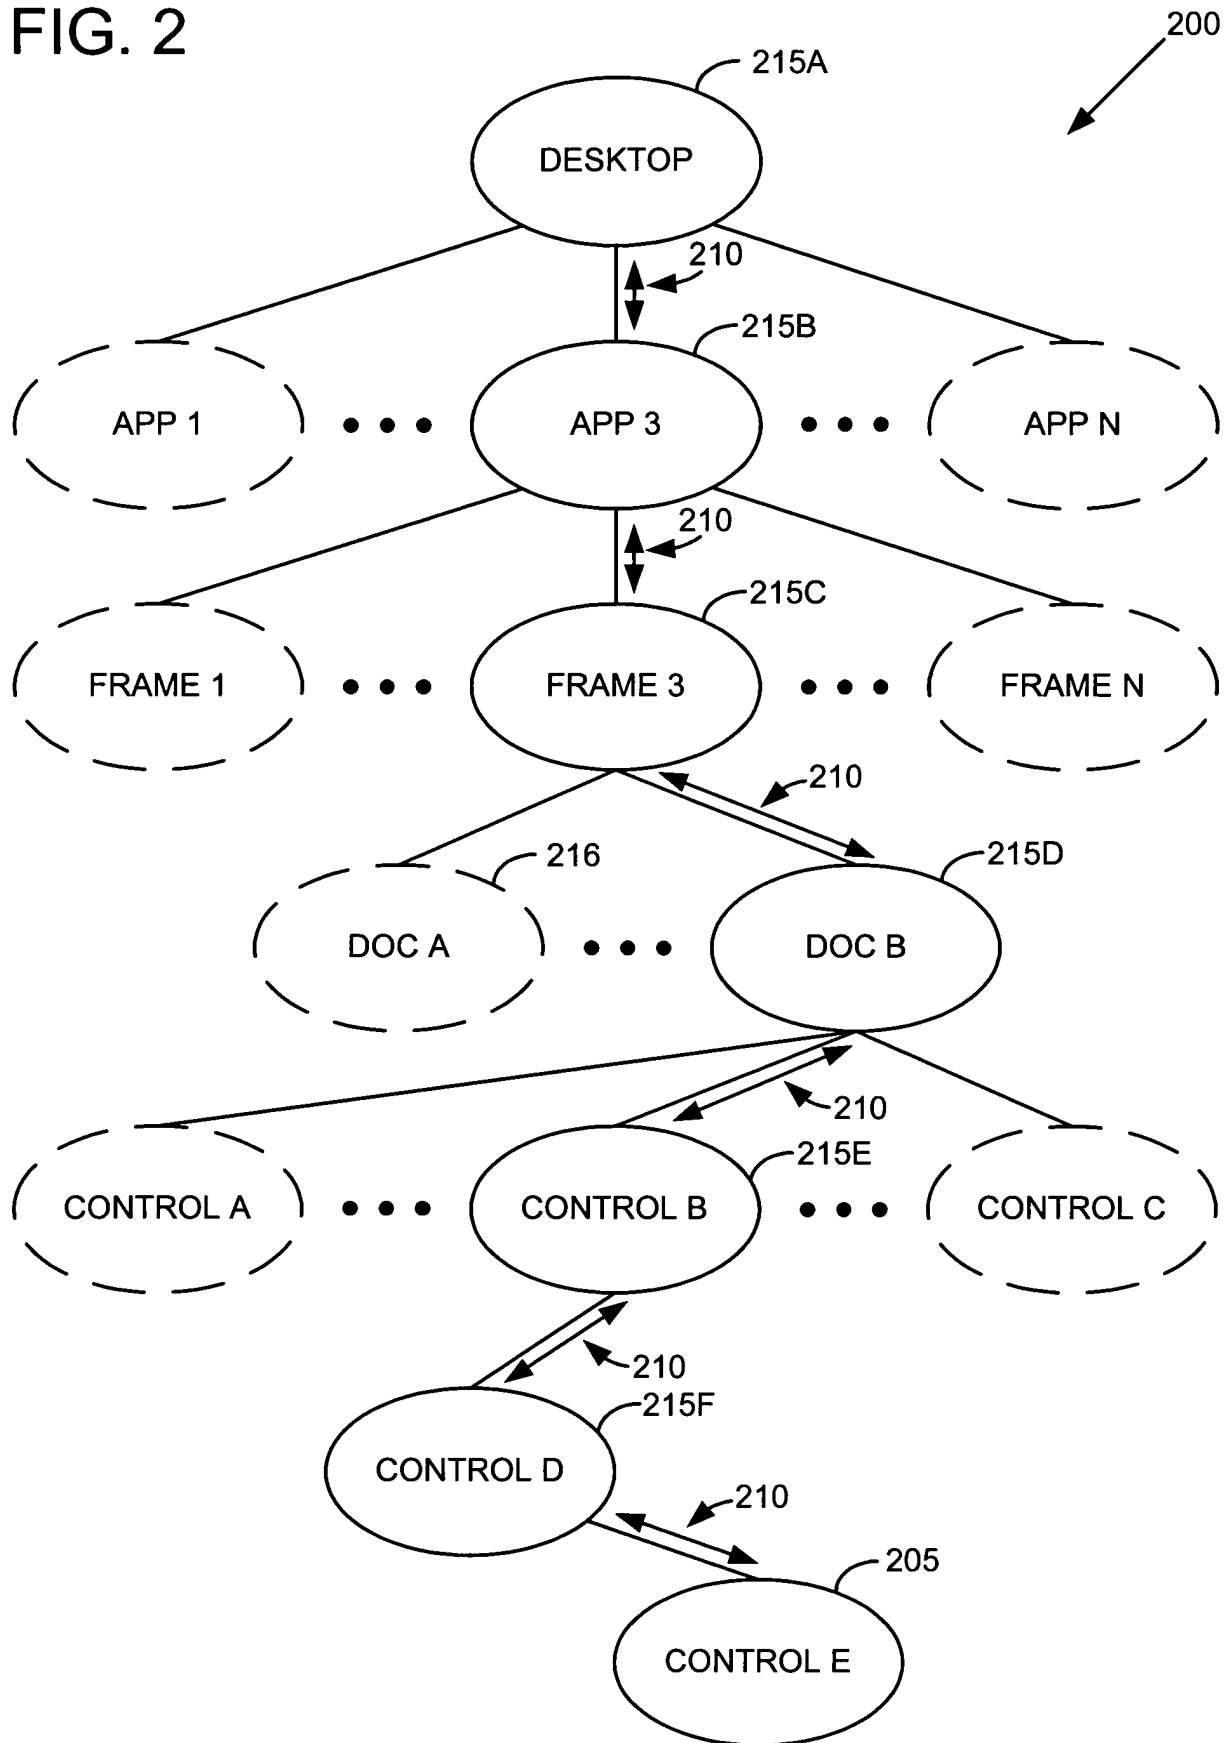 FIG. 2
200
215A
DESKTOP
210
215B
APP 1
APP 3
APP N
210
215C
FRAME 1
FRAME 3
FRAME N
210
216
215D
DOC A
DOC B
210
215E
CONTROL A
CONTROL B
CONTROL C
210
215F
CONTROL D
210
205
CONTROL E